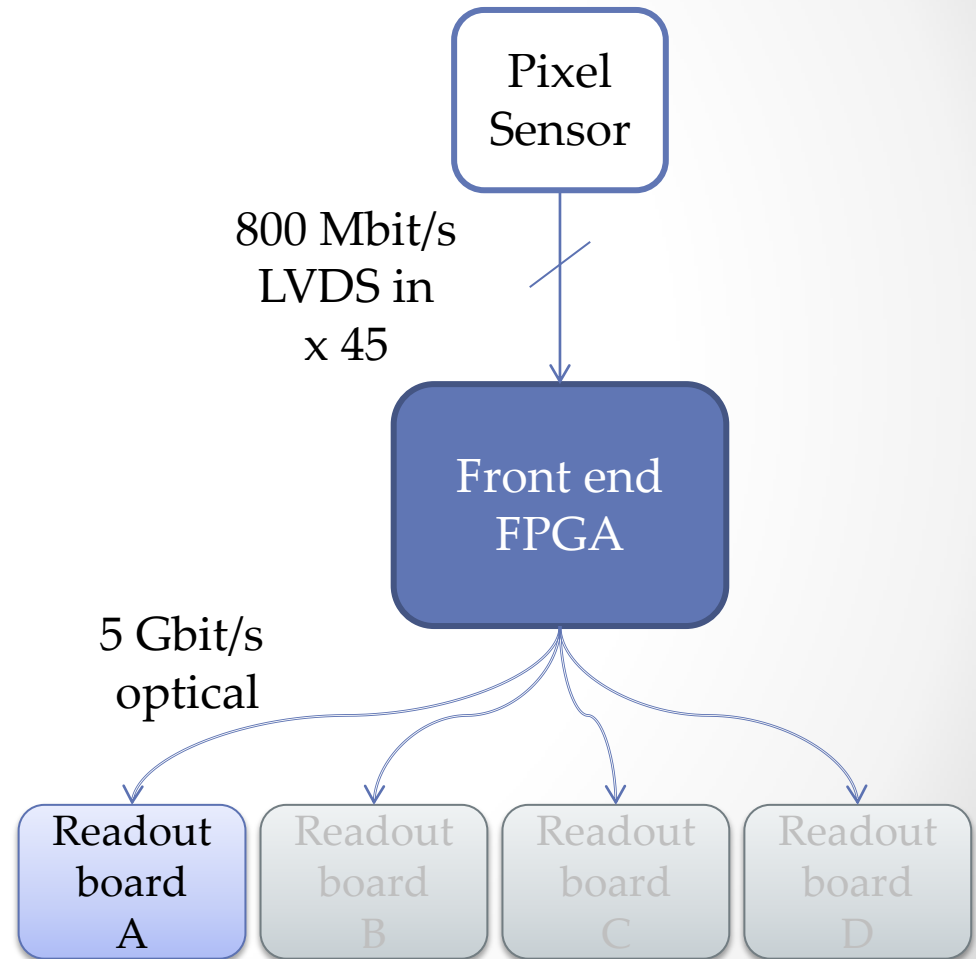 Pixel
Sensor
800 Mbit/s
LVDS in
x 45
Front end
FPGA
5 Gbit/s
optical
Readout
board
A
Readout
board
B
Readout
board
C
Readout
board
D